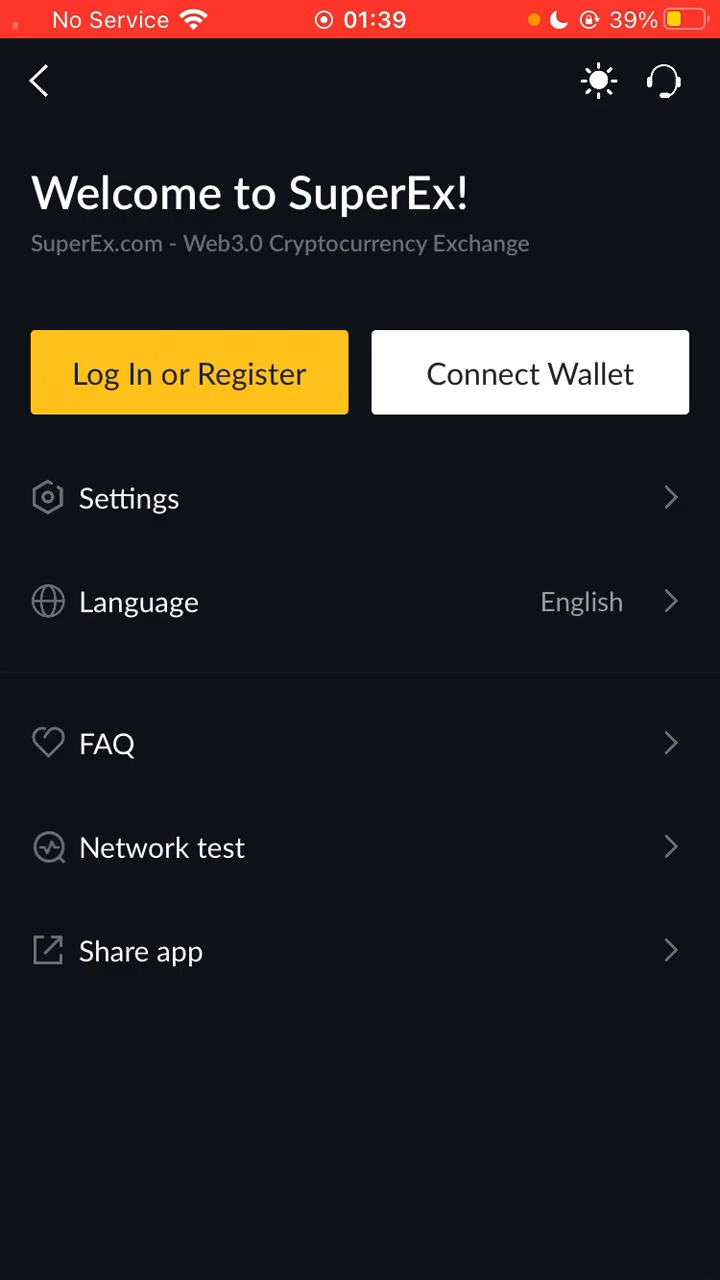 No Service 01:39 39%
Welcome to SuperEx!
SuperEx.com - Web3.0 Cryptocurrency Exchange
Log In or Register Connect Wallet
Settings
Language English
FAQ
Network test
Share app